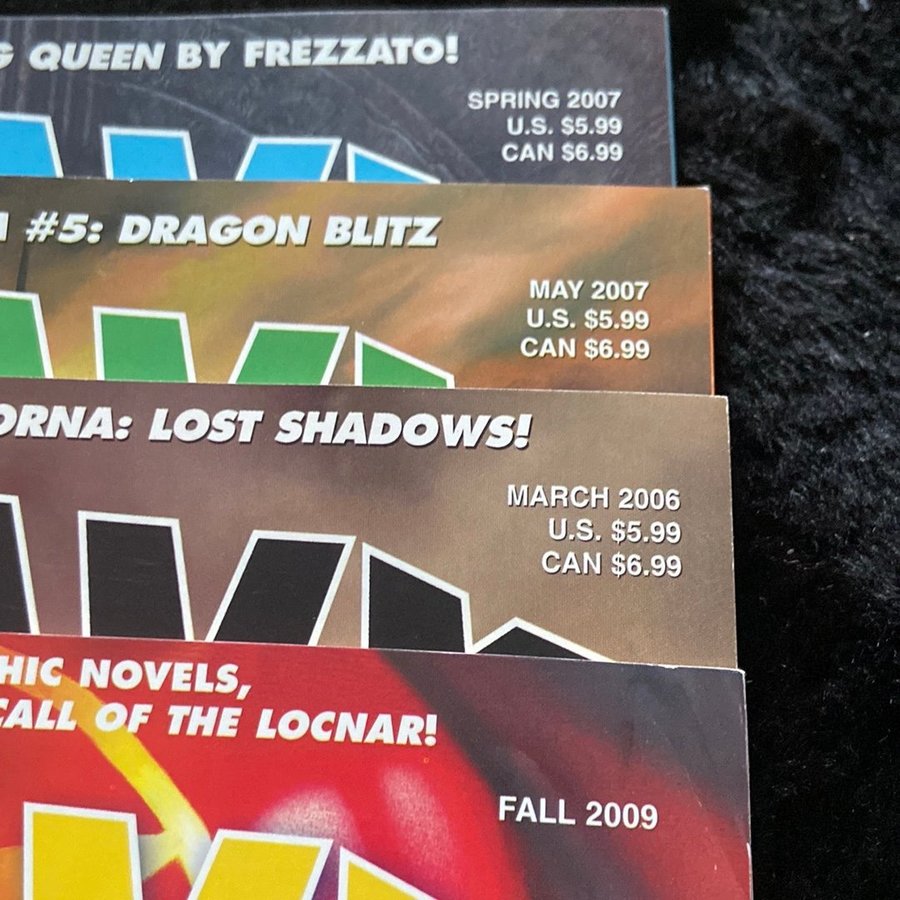 QUEEN BY FREZZATO!
SPRING 2007
U.S. $5.99
CAN $6.99
#5: DRAGON BLITZ
MAY 2007
U.S. $5.99
CAN $6.99
ORNA: LOST SHADOWS!
MARCH 2006
U.S. $5.99
CAN $6.99
HIC NOVELS,
CALL OF THE LOCNAR!
FALL 2009